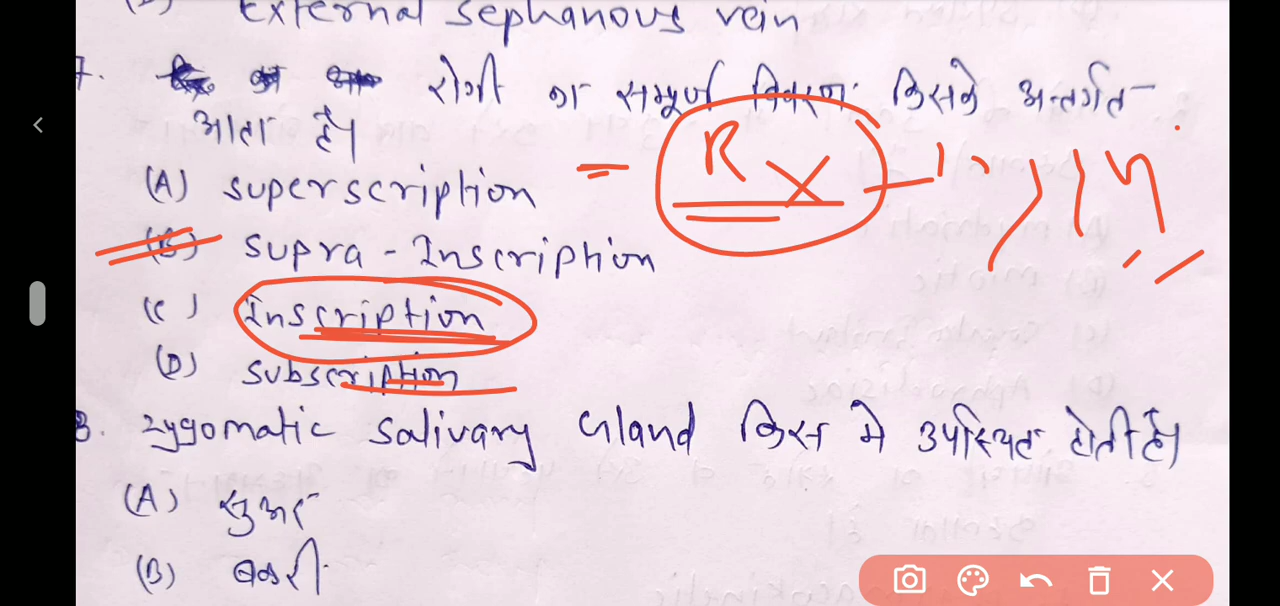 (D) External Sephanous vein
7. रोगी का सम्पूर्ण विवरण किसके अन्तर्गत
आता है।
(A) superscription = Rx
(B) Supra - Inscription
(C) Inscription
(D) Subscription
8. Zygomatic Salivary Gland किस मे उपस्थित होती है।
(A) सुअर
(B) बकरी